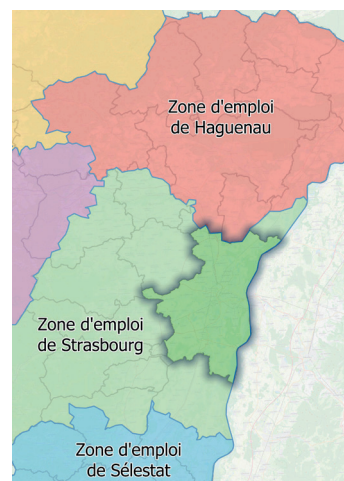 Zone d'emploi
de Haguenau
Zone d'emploi
de Strasbourg
Zone d'emploi
de Sélestat